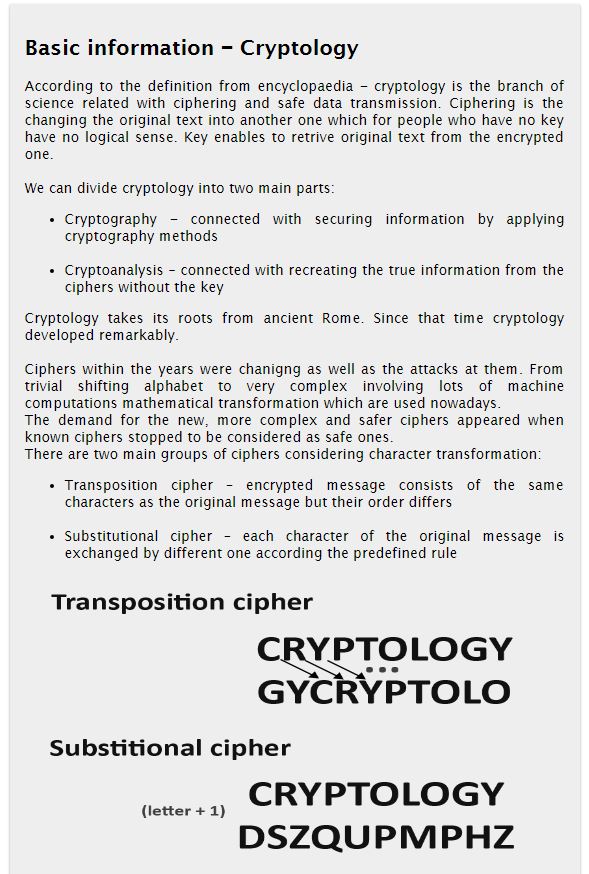 Basic information – Cryptology
According to the definition from encyclopaedia – cryptology is the branch of
science related with ciphering and safe data transmission. Ciphering is the
changing the original text into another one which for people who have no key
have no logical sense. Key enables to retrive original text from the encrypted
one.
We can divide cryptology into two main parts:
• Cryptography – connected with securing information by applying
cryptography methods
• Cryptoanalysis – connected with recreating the true information from the
ciphers without the key
Cryptology takes its roots from ancient Rome. Since that time cryptology
developed remarkably.
Ciphers within the years were chanigng as well as the attacks at them. From
trivial shifting alphabet to very complex involving lots of machine
computations mathematical transformation which are used nowadays.
The demand for the new, more complex and safer ciphers appeared when
known ciphers stopped to be considered as safe ones.
There are two main groups of ciphers considering character transformation:
• Transposition cipher – encrypted message consists of the same
characters as the original message but their order differs
• Substitutional cipher – each character of the original message is
exchanged by different one according the predefined rule
Transposition cipher
CRYPTOLOGY
...
GYCRYPTOLO
Substitional cipher
CRYPTOLOGY
(letter + 1)
DSZQUPMPHZ